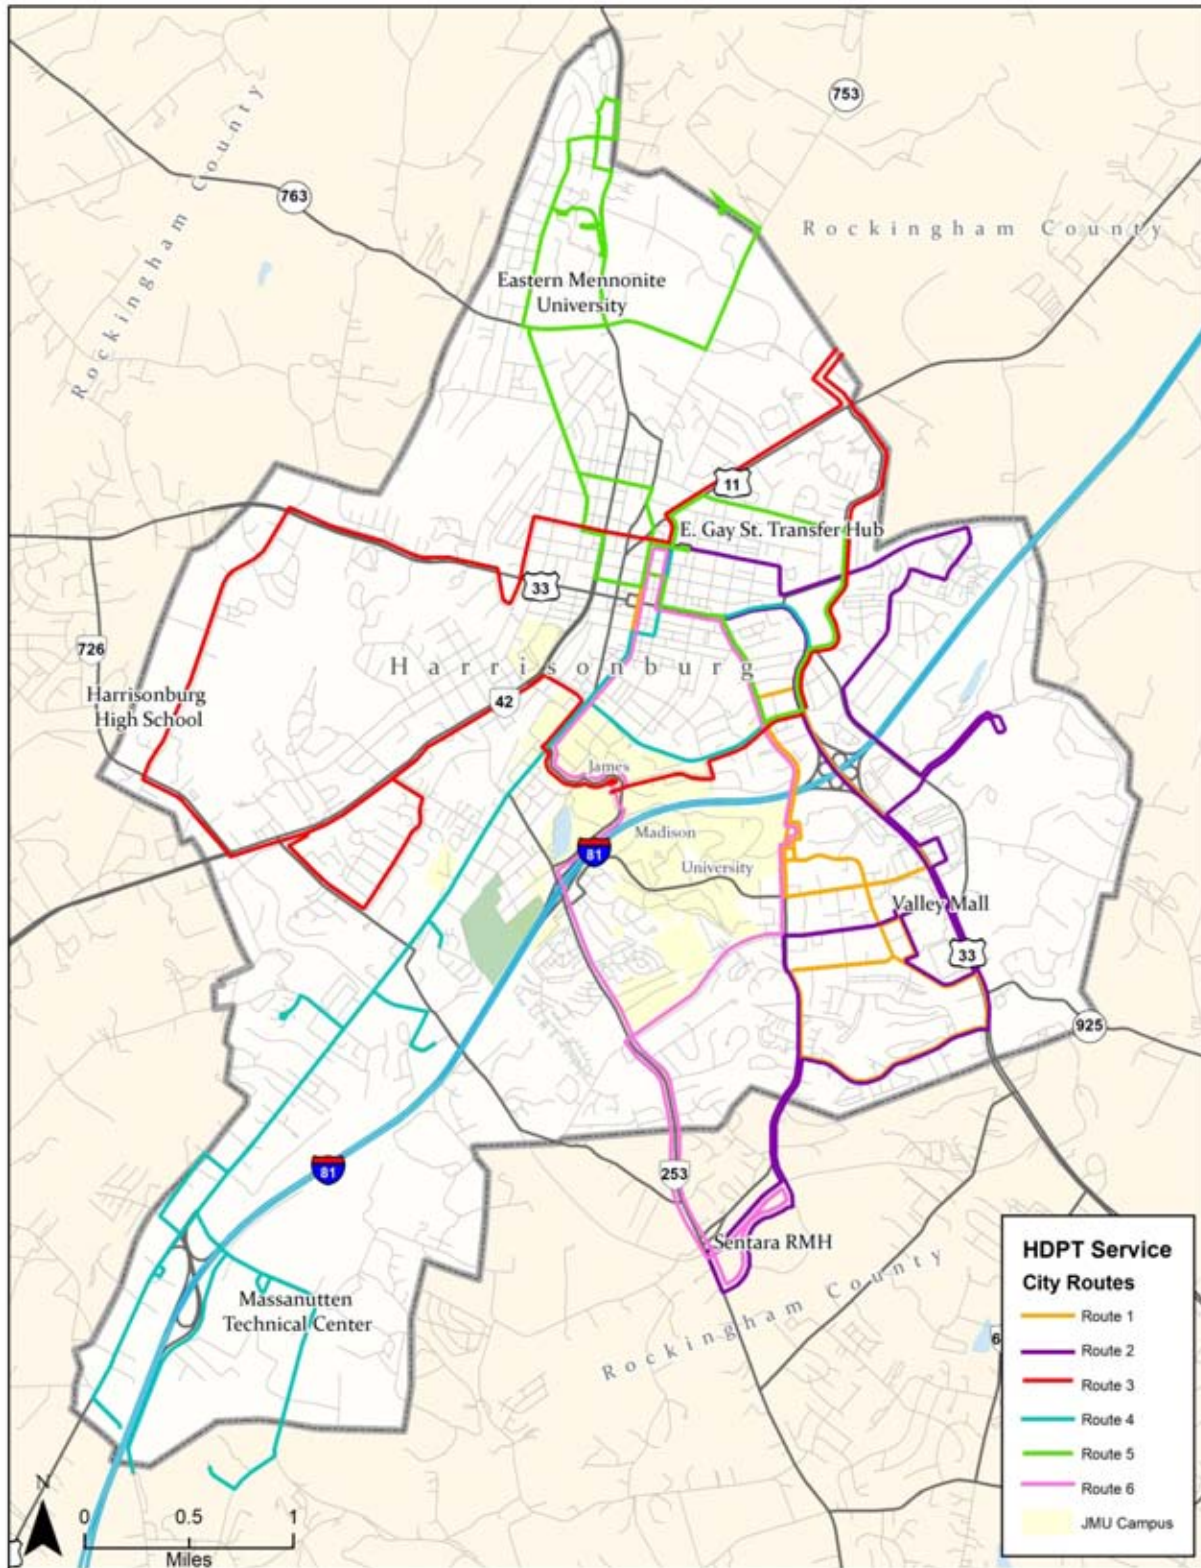 753
763
Rockingham County
Rockingham County
Eastern Mennonite
University
11
E. Gay St. Transfer Hub
33
726
Harrisonburg
Harrisonburg
High School
42
James
Madison
University
81
Valley Mall
33
925
81
253
Sentara RMH
Rockingham County
Massanutten
Technical Center
HDPT Service
City Routes
Route 1
Route 2
Route 3
Route 4
Route 5
Route 6
JMU Campus
N
0 0.5 1
Miles